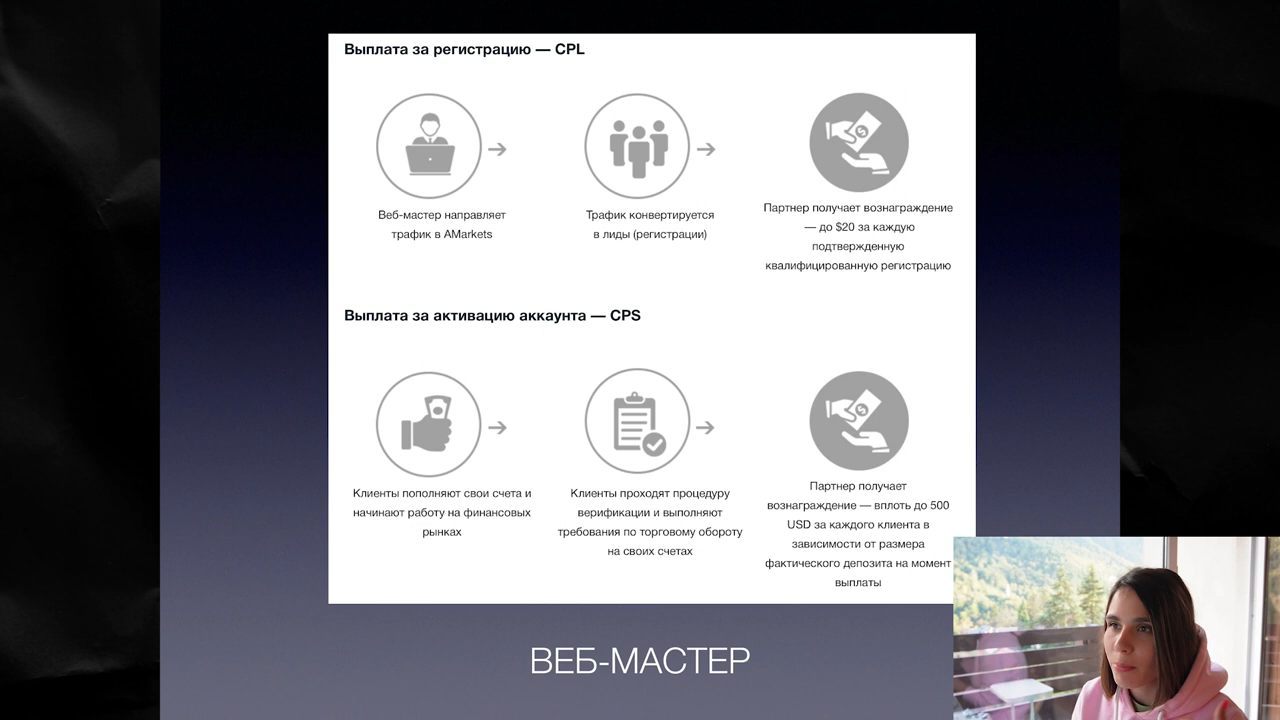 Выплата за регистрацию — CPL
Веб-мастер направляет
трафик в AMarkets
Трафик конвертируется
в лиды (регистрации)
Партнер получает вознаграждение
— до $20 за каждую
подтвержденную
квалифицированную регистрацию
Выплата за активацию аккаунта — CPS
Клиенты пополняют свои счета и
начинают работу на финансовых
рынках
Клиенты проходят процедуру
верификации и выполняют
требования по торговому обороту
на своих счетах
Партнер получает
вознаграждение — вплоть до 500
USD за каждого клиента в
зависимости от размера
фактического депозита на момент
выплаты
ВЕБ-МАСТЕР